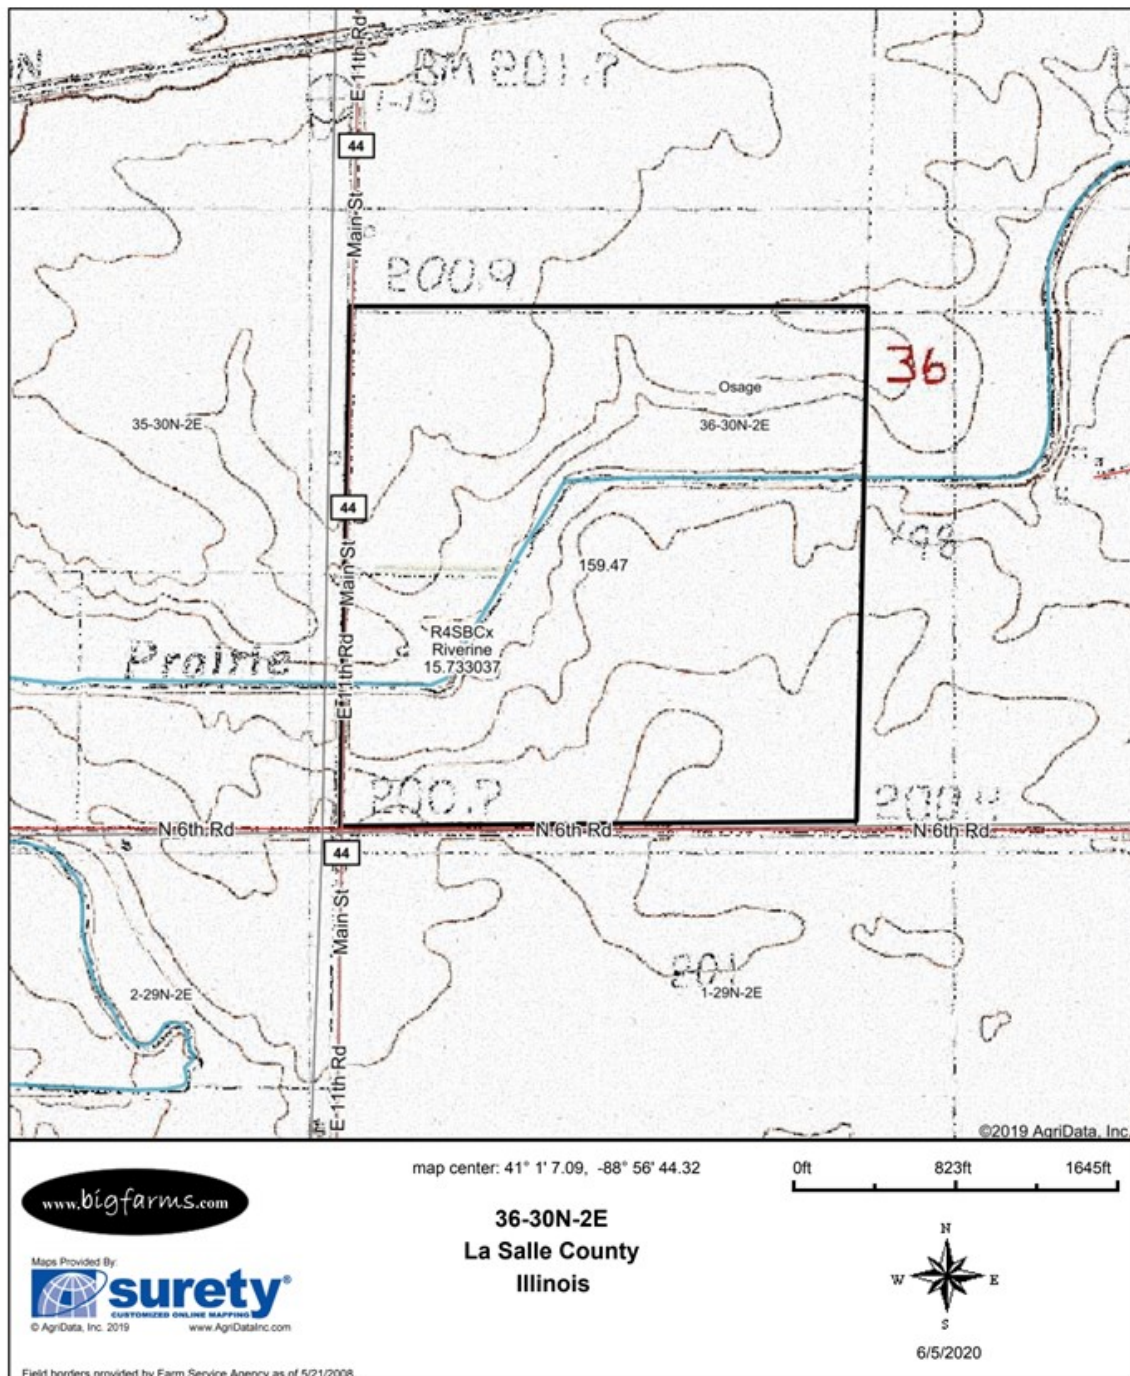 E 11th Rd
BM 201.?
1-19
44
Main St
200.9
36
Osage
35-30N-2E
36-30N-2E
44
198
Main St
159.47
R4SBCx
Riverine
15.733037
Prairie
E 11th Rd
200.?
N 6th Rd
N 6th Rd
N 6th Rd
44
Main St
201
2-29N-2E
1-29N-2E
E 11th Rd
©2019 AgriData, Inc.
map center: 41° 1' 7.09, -88° 56' 44.32
0ft 823ft 1645ft
www.bigfarms.com
36-30N-2E
La Salle County
Illinois
N
W E
S
Maps Provided By:
surety®
CUSTOMIZED ONLINE MAPPING
© AgriData, Inc. 2019 www.AgriDataInc.com
6/5/2020
Field borders provided by Farm Service Agency as of 5/21/2008.